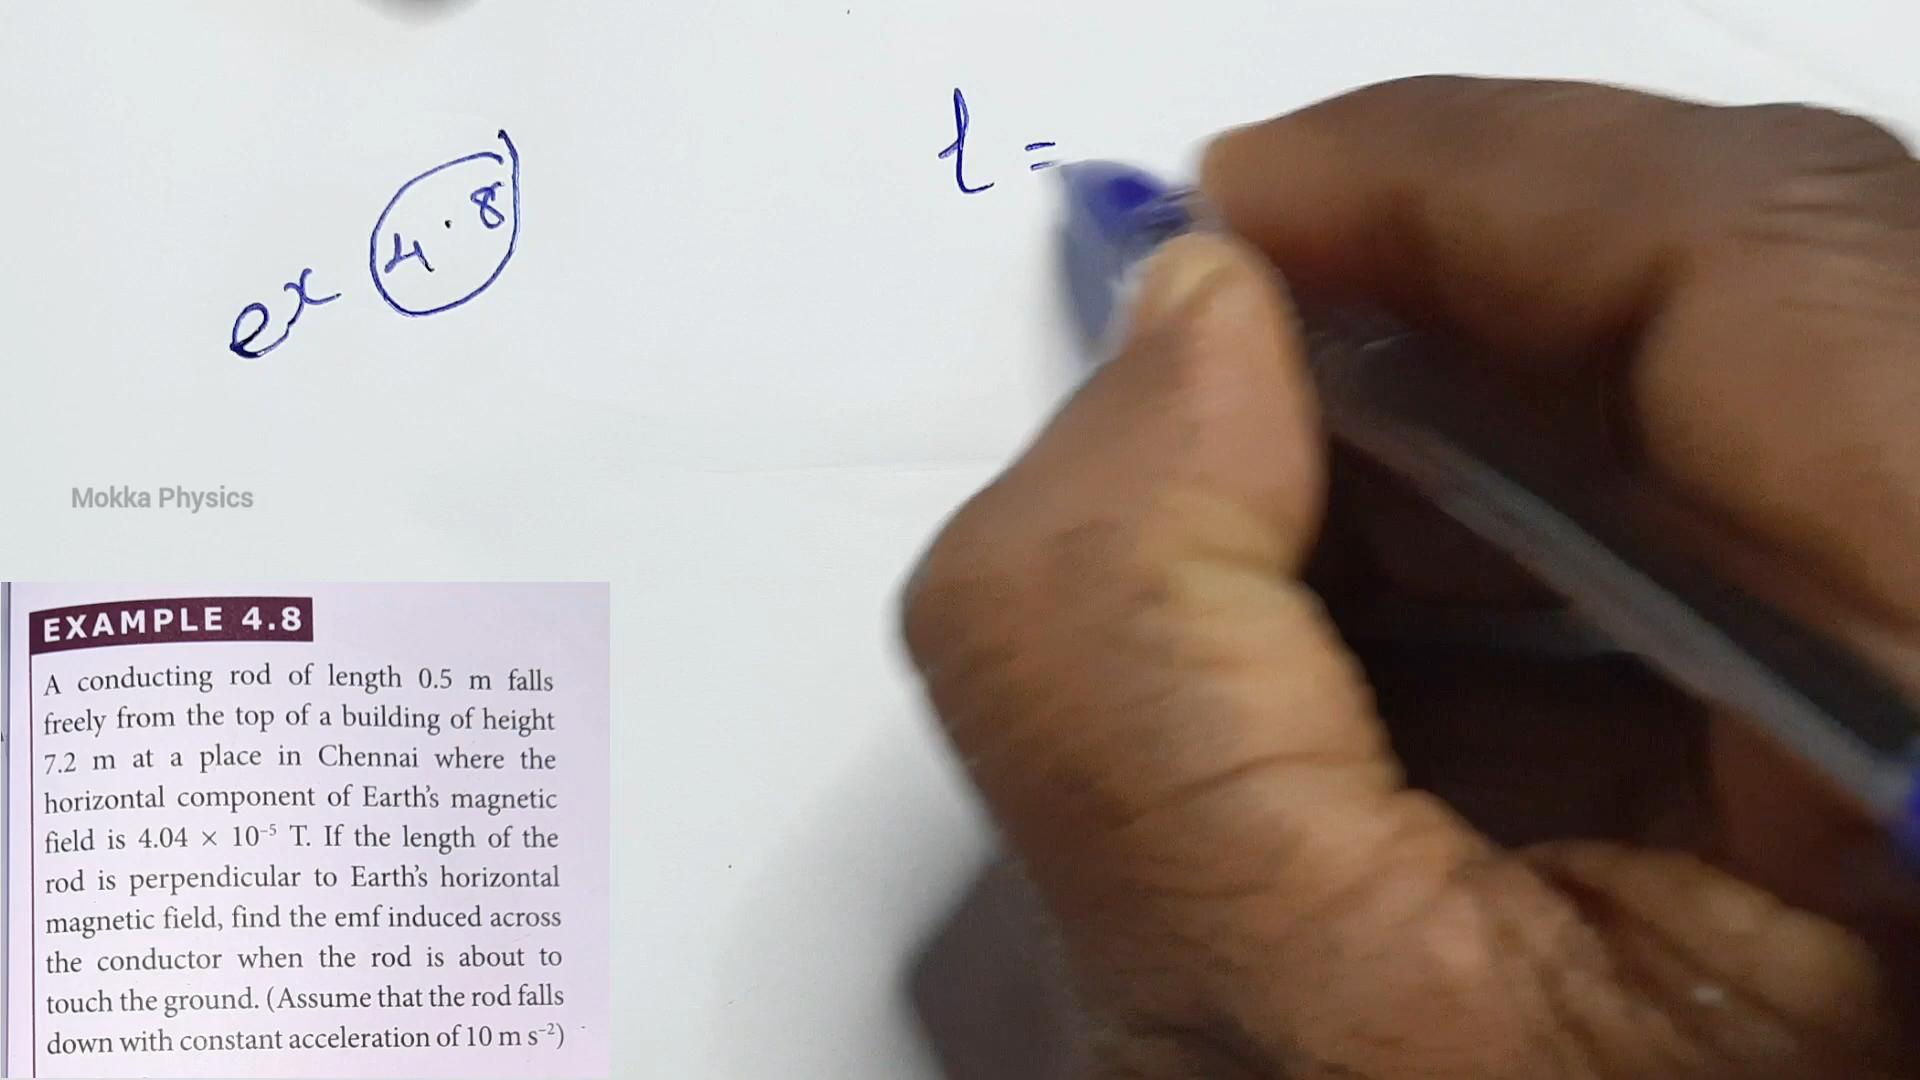 l =
ex 4.8
Mokka Physics
EXAMPLE 4.8
A conducting rod of length 0.5 m falls
freely from the top of a building of height
7.2 m at a place in Chennai where the
horizontal component of Earth's magnetic
field is 4.04 × 10⁻⁵ T. If the length of the
rod is perpendicular to Earth's horizontal
magnetic field, find the emf induced across
the conductor when the rod is about to
touch the ground. (Assume that the rod falls
down with constant acceleration of 10 m s⁻²)